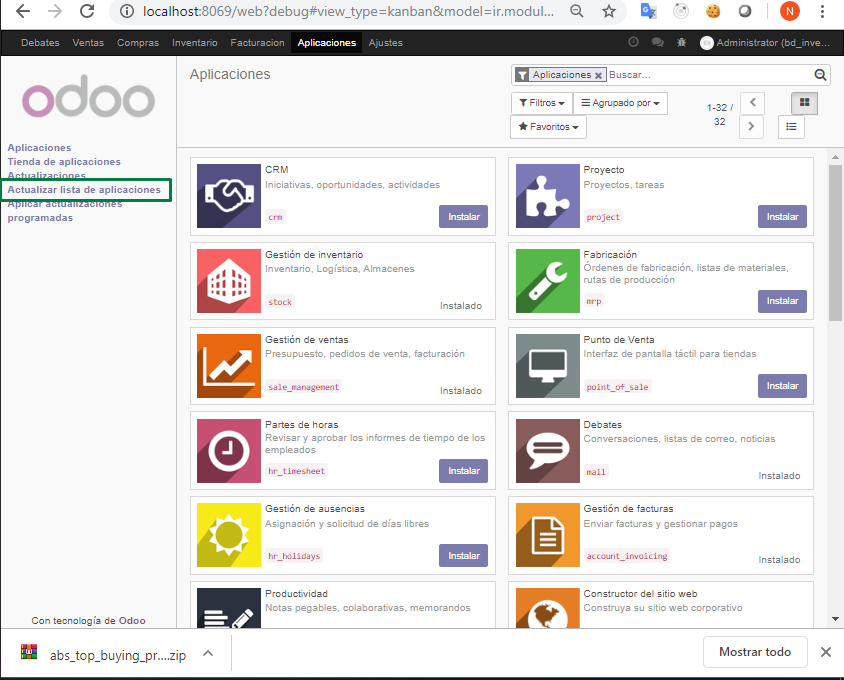 localhost:8069/web?debug#view_type=kanban&model=ir.modul...
N
Debates Ventas Compras Inventario Facturacion Aplicaciones Ajustes
Administrator (bd_inve...
odoo
Aplicaciones
Tienda de aplicaciones
Actualizaciones
Actualizar lista de aplicaciones
Aplicar actualizaciones
programadas
Con tecnología de Odoo
Aplicaciones
Aplicaciones × Buscar...
Filtros Agrupado por
Favoritos
1-32 /
32
CRM
Iniciativas, oportunidades, actividades
crm
Instalar
Proyecto
Proyectos, tareas
project
Instalar
Gestión de inventario
Inventario, Logística, Almacenes
stock
Instalado
Fabricación
Órdenes de fabricación, listas de materiales,
rutas de producción
mrp
Instalar
Gestión de ventas
Presupuesto, pedidos de venta, facturación
sale_management
Instalado
Punto de Venta
Interfaz de pantalla táctil para tiendas
point_of_sale
Instalar
Partes de horas
Revisar y aprobar los informes de tiempo de los
empleados
hr_timesheet
Instalar
Debates
Conversaciones, listas de correo, noticias
mail
Instalado
Gestión de ausencias
Asignación y solicitud de días libres
hr_holidays
Instalar
Gestión de facturas
Enviar facturas y gestionar pagos
account_invoicing
Instalado
Productividad
Notas pegables, colaborativas, memorandos
Constructor del sitio web
Construya su sitio web corporativo
abs_top_buying_pr....zip
Mostrar todo